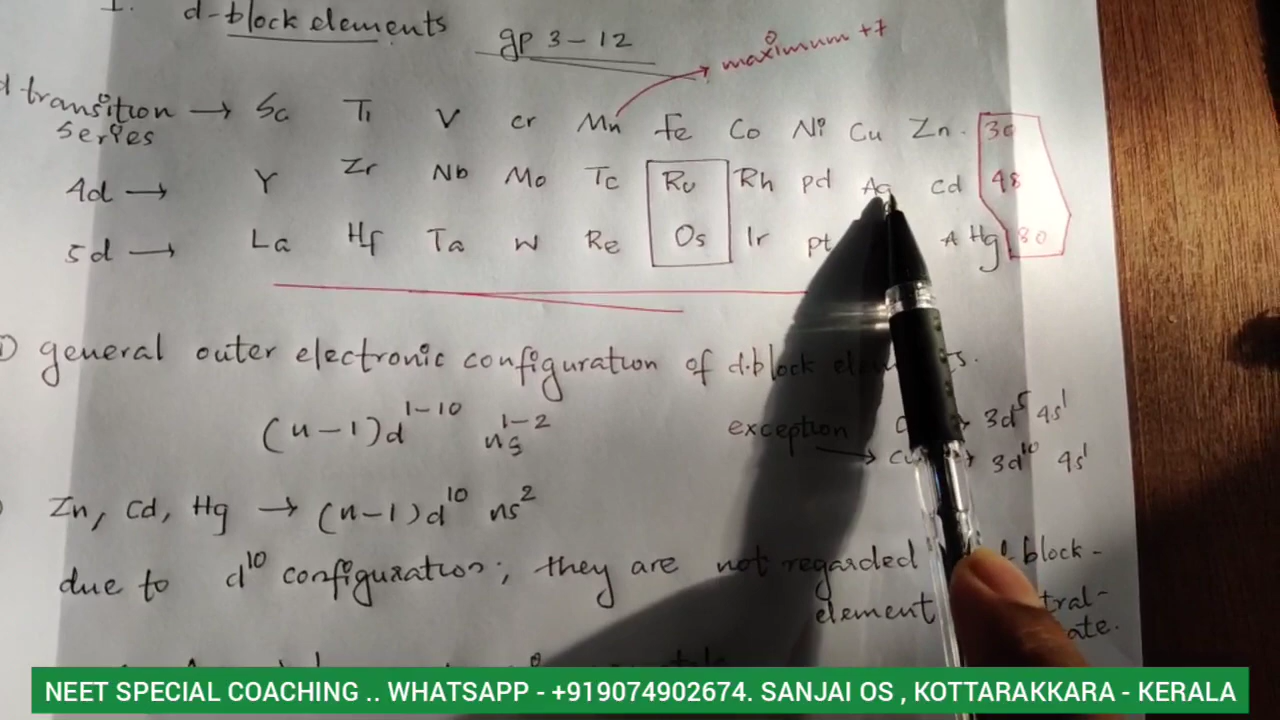 1. d-block elements
gp 3-12
maximum +7
d transition series → Sc Ti V cr Mn Fe Co Ni Cu Zn. 30
4d → Y Zr Nb Mo Tc Ru Rh pd Ag cd 48
5d → La Hf Ta W Re Os Ir pt A Hg 80
① general outer electronic configuration of d.block
(n-1)d¹⁻¹⁰ ns¹⁻²
exception → 3d⁵ 4s¹
→ Cu → 3d¹⁰ 4s¹
Zn, Cd, Hg → (n-1)d¹⁰ ns²
due to d¹⁰ configuration; they are not regarded block-
element
NEET SPECIAL COACHING .. WHATSAPP - +919074902674. SANJAI OS , KOTTARAKKARA - KERALA